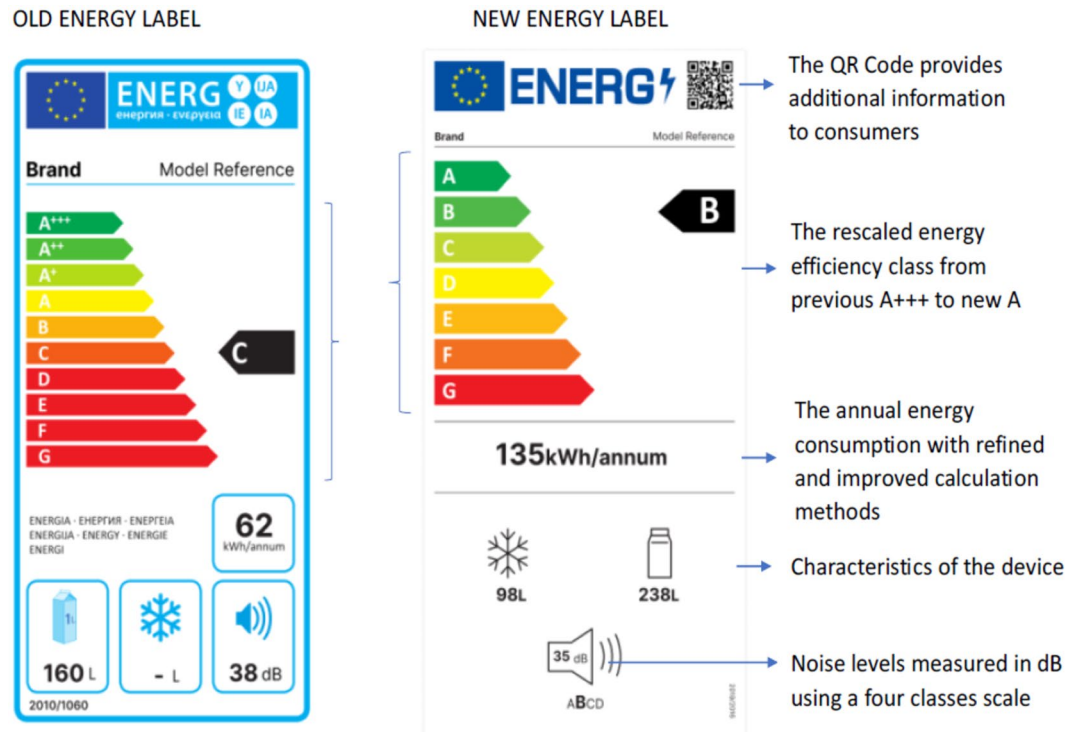 OLD ENERGY LABEL
NEW ENERGY LABEL
ENERG Y IJA
енергия · ενεργεια IE IA
Brand Model Reference
A+++
A++
A+
A
B
C
D
E
F
G
C
ENERGIA · ЕНЕРГИЯ · ΕΝΕΡΓΕΙΑ
ENERGIJA · ENERGY · ENERGIE
ENERGI
62
kWh/annum
1L
160 L
- L
38 dB
2010/1060
ENERG
Brand Model Reference
A
B
C
D
E
F
G
B
135kWh/annum
98L
238L
35 dB
ABCD
The QR Code provides
additional information
to consumers
The rescaled energy
efficiency class from
previous A+++ to new A
The annual energy
consumption with refined
and improved calculation
methods
Characteristics of the device
Noise levels measured in dB
using a four classes scale